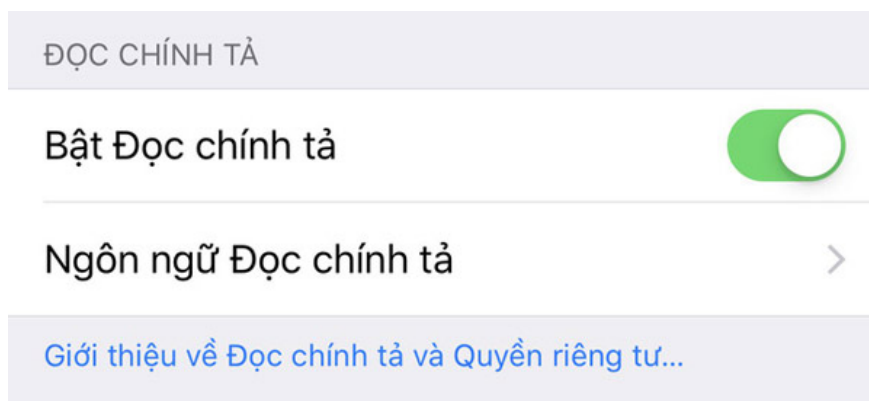 ĐỌC CHÍNH TẢ
Bật Đọc chính tả
Ngôn ngữ Đọc chính tả
Giới thiệu về Đọc chính tả và Quyền riêng tư...